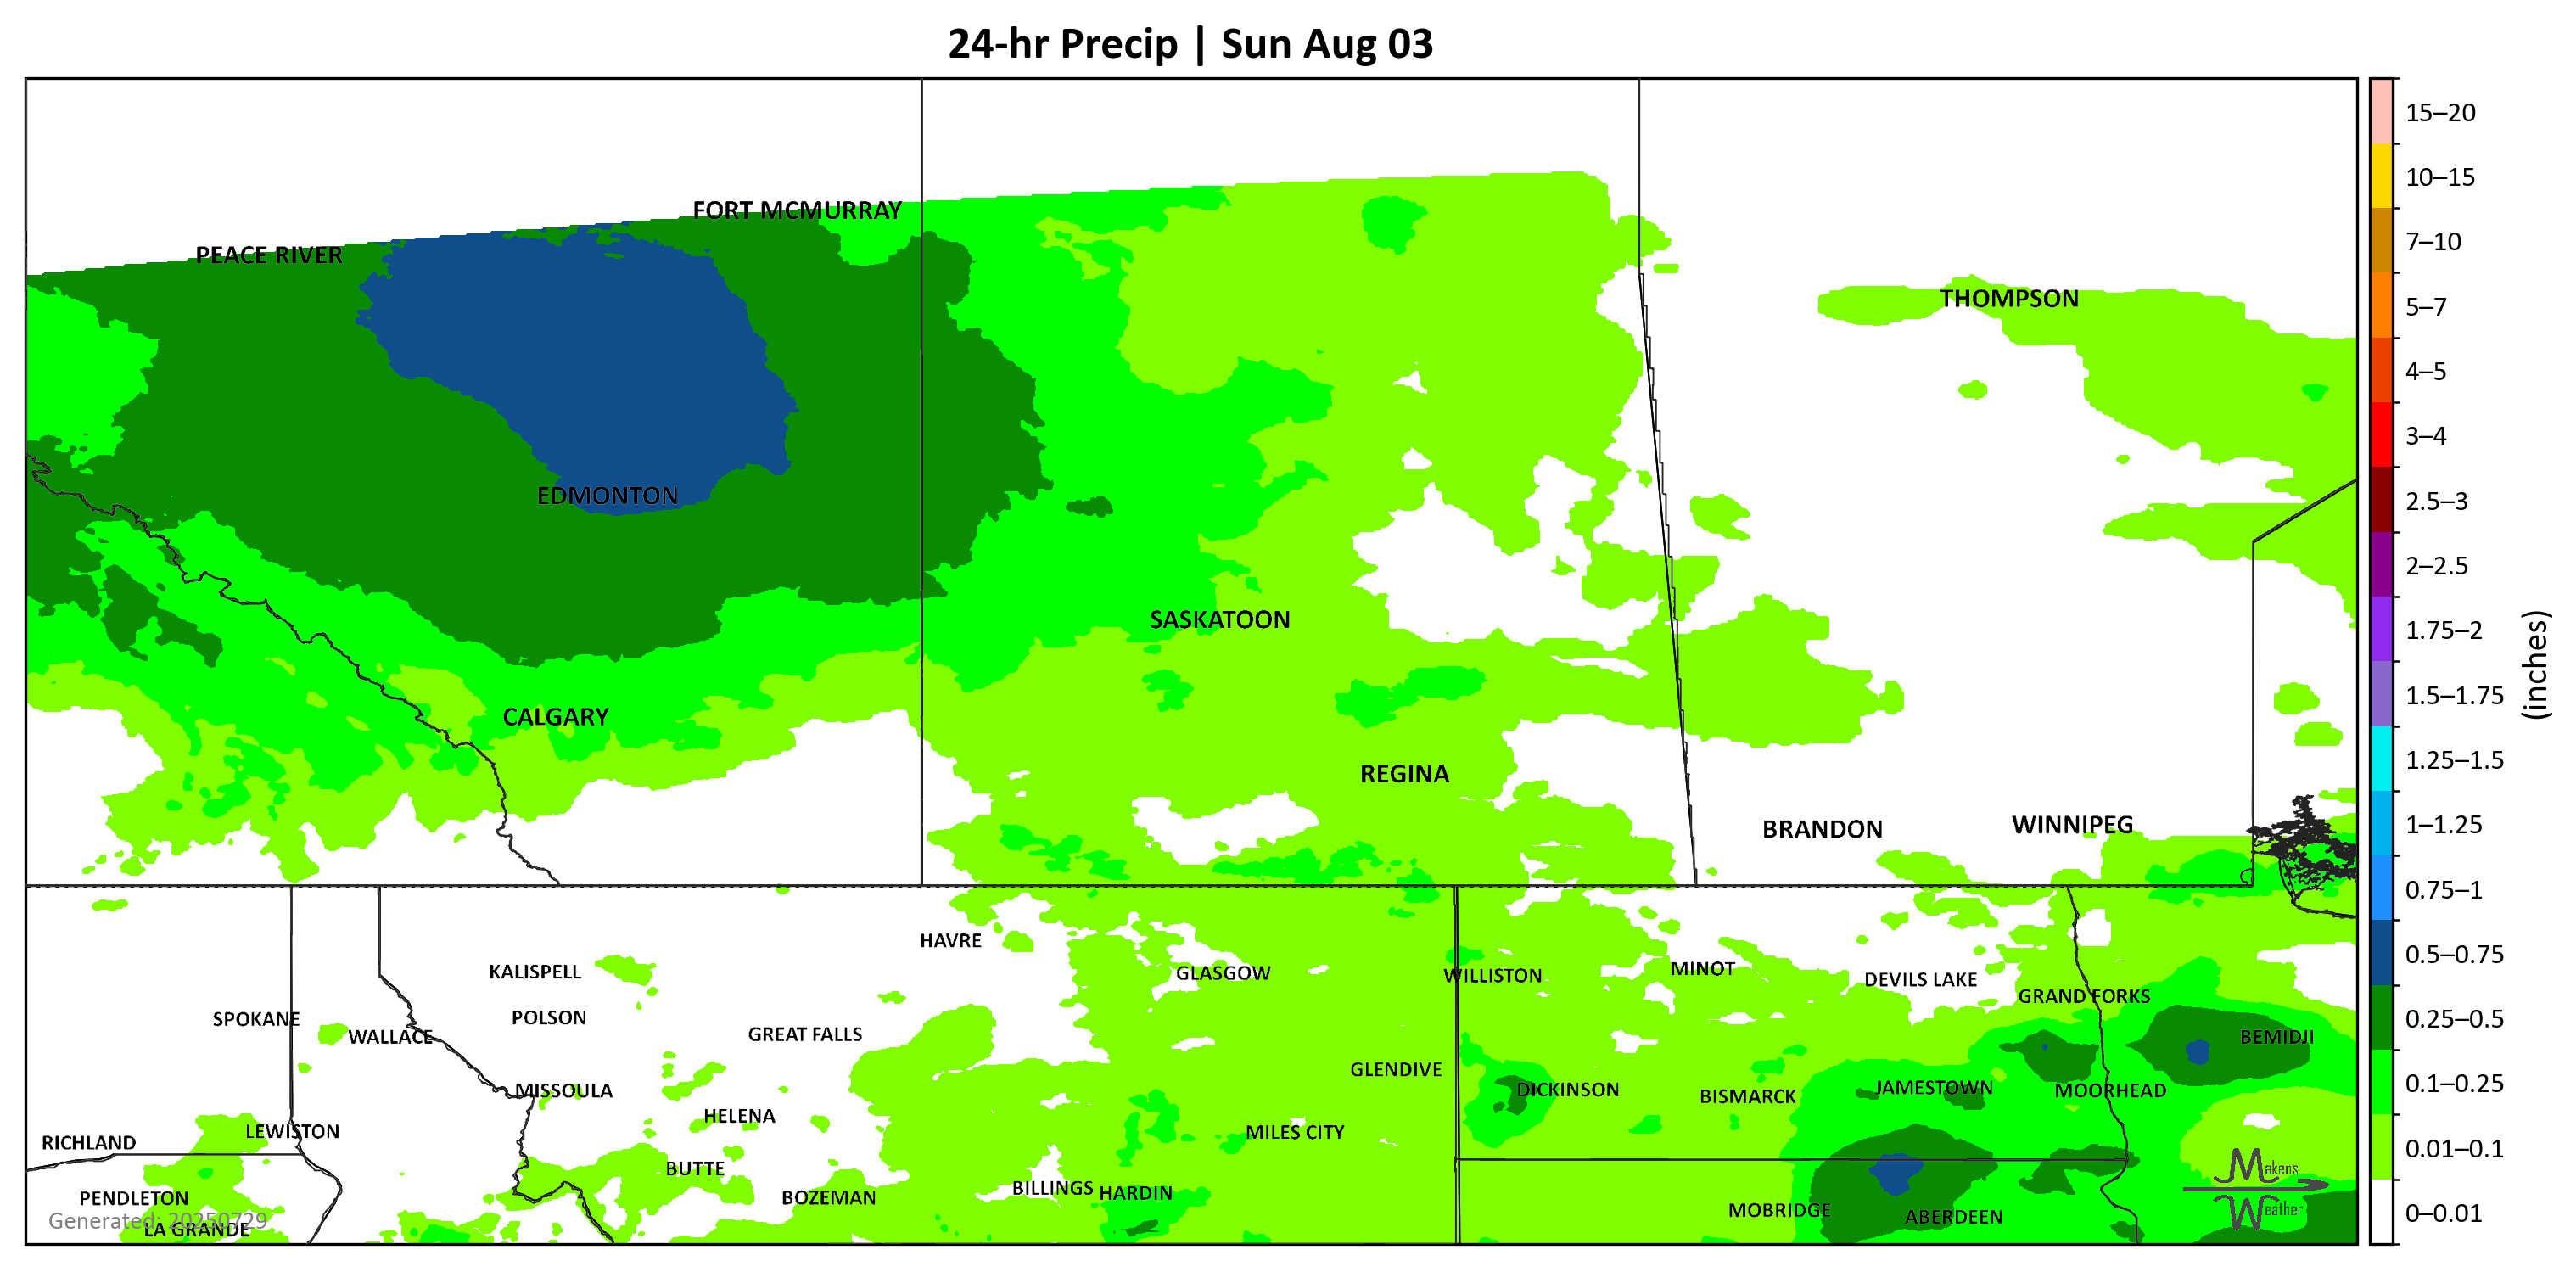 24-hr Precip | Sun Aug 03
FORT MCMURRAY
PEACE RIVER
THOMPSON
EDMONTON
SASKATOON
CALGARY
REGINA
BRANDON
WINNIPEG
HAVRE
KALISPELL
GLASGOW
WILLISTON
MINOT
DEVILS LAKE
GRAND FORKS
SPOKANE
POLSON
WALLACE
GREAT FALLS
BEMIDJI
GLENDIVE
MISSOULA
DICKINSON
BISMARCK
JAMESTOWN
MOORHEAD
HELENA
RICHLAND
LEWISTON
MILES CITY
BUTTE
PENDLETON
BOZEMAN
BILLINGS
HARDIN
MOBRIDGE
ABERDEEN
Generated: 20250729
LA GRANDE
Makens
Weather
15–20
10–15
7–10
5–7
4–5
3–4
2.5–3
2–2.5
1.75–2
1.5–1.75
1.25–1.5
1–1.25
0.75–1
0.5–0.75
0.25–0.5
0.1–0.25
0.01–0.1
0–0.01
(inches)